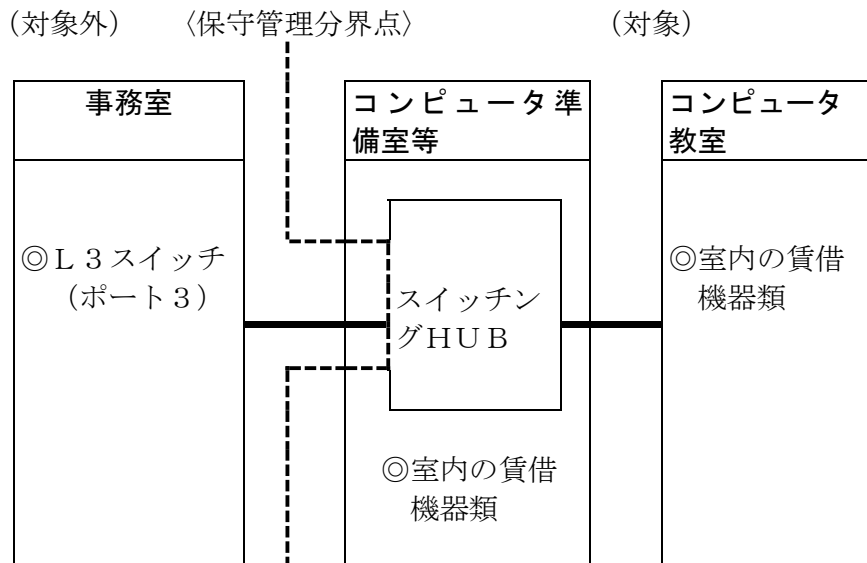 （対象外） 〈保守管理分界点〉 （対象）
事務室
コンピュータ準
備室等
コンピュータ
教室
◎Ｌ３スイッチ
（ポート３）
スイッチン
グＨＵＢ
◎室内の賃借
機器類
◎室内の賃借
機器類